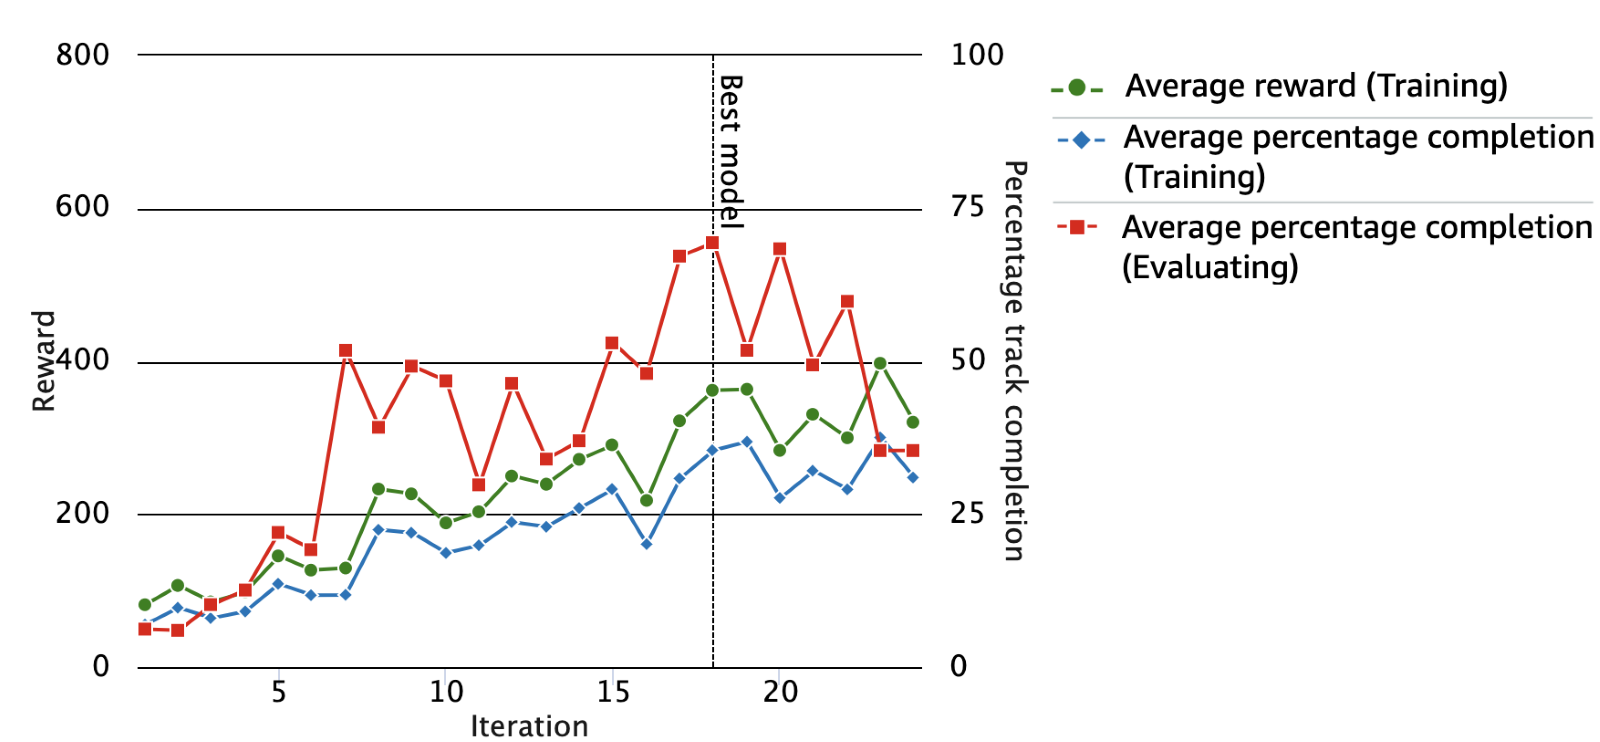 800
600
400
200
0
Reward
5
10
15
20
Iteration
Best model
100
75
50
25
0
Percentage track completion
Average reward (Training)
Average percentage completion
(Training)
Average percentage completion
(Evaluating)